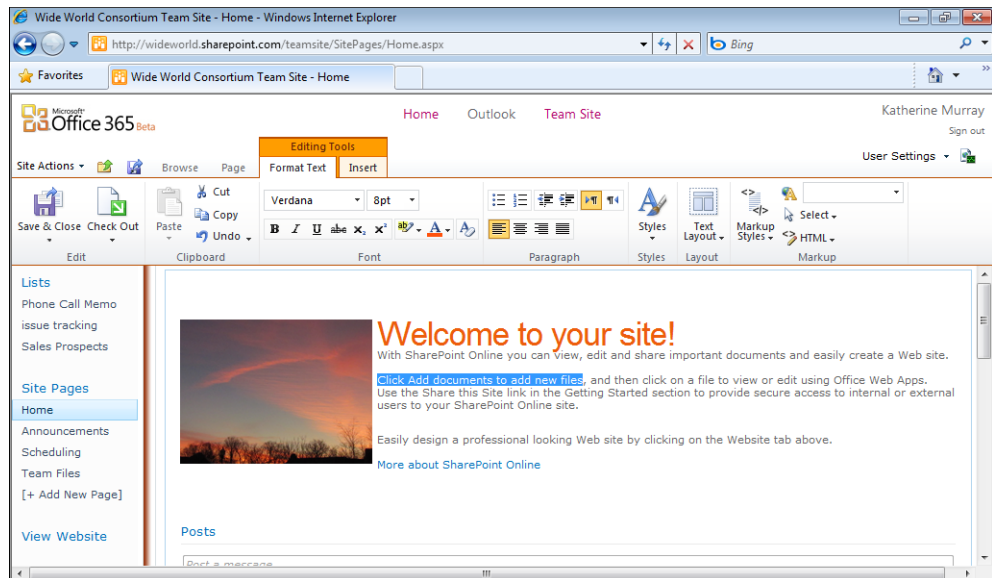 Wide World Consortium Team Site - Home - Windows Internet Explorer
http://wideworld.sharepoint.com/teamsite/SitePages/Home.aspx
Bing
Favorites
Wide World Consortium Team Site - Home
Microsoft
Office 365 Beta
Home Outlook Team Site
Katherine Murray
Sign out
User Settings
Editing Tools
Site Actions Browse Page Format Text Insert
Save & Close Check Out
Edit
Paste
Cut
Copy
Undo
Clipboard
Verdana 8pt
B I U abc X₂ X² ab A A
Font
Paragraph
Styles
Styles
Text
Layout
Layout
Markup
Styles
Select
HTML
Markup
Lists
Phone Call Memo
issue tracking
Sales Prospects
Site Pages
Home
Announcements
Scheduling
Team Files
[+ Add New Page]
View Website
Welcome to your site!
With SharePoint Online you can view, edit and share important documents and easily create a Web site.
Click Add documents to add new files, and then click on a file to view or edit using Office Web Apps.
Use the Share this Site link in the Getting Started section to provide secure access to internal or external
users to your SharePoint Online site.
Easily design a professional looking Web site by clicking on the Website tab above.
More about SharePoint Online
Posts
Post a message